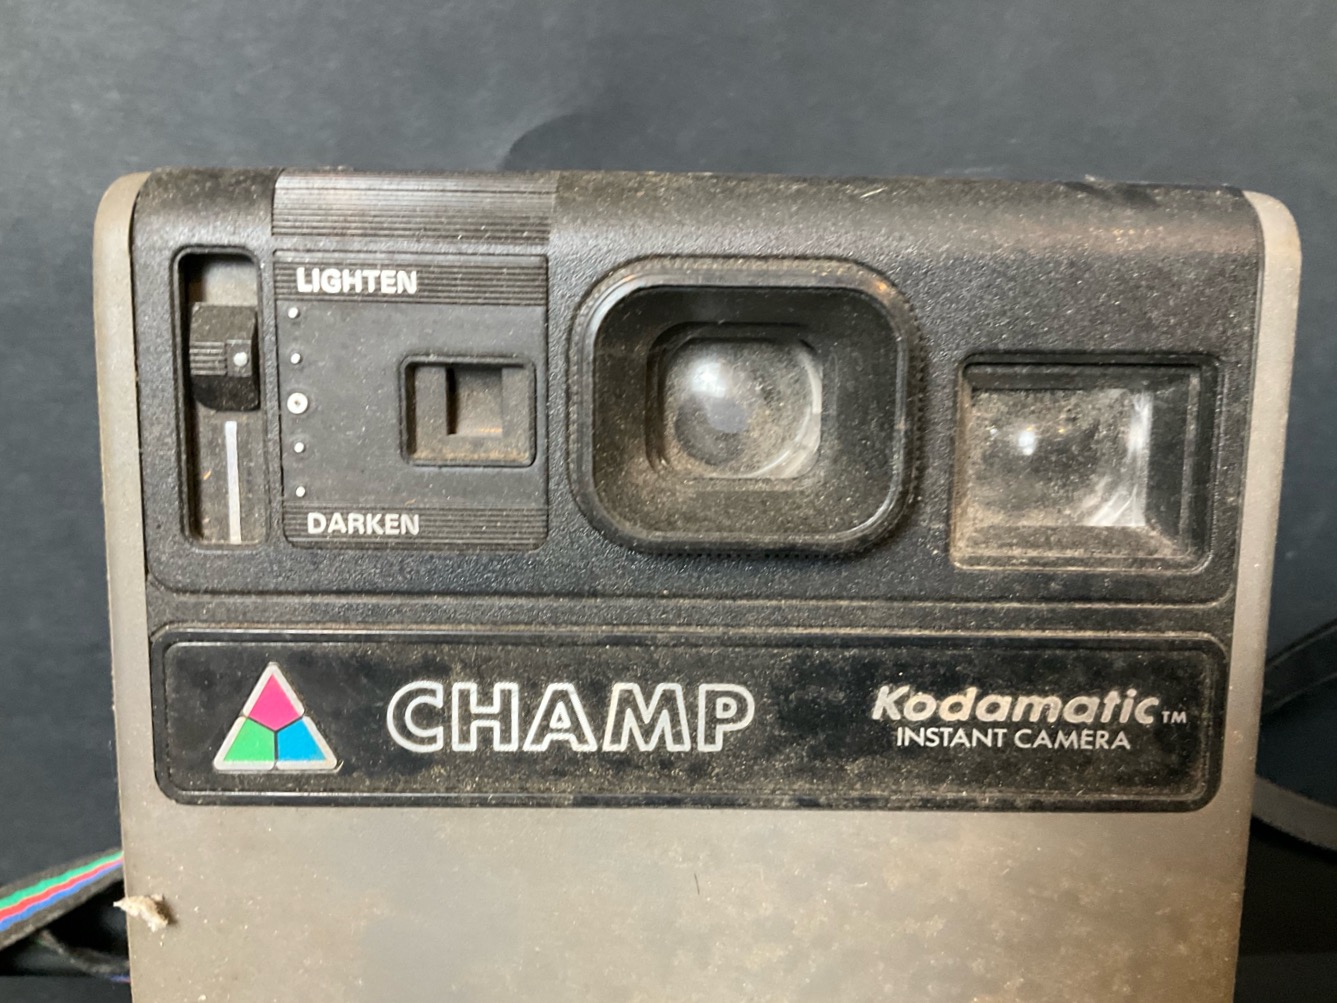 LIGHTEN
DARKEN
CHAMP
Kodamatic™
INSTANT CAMERA